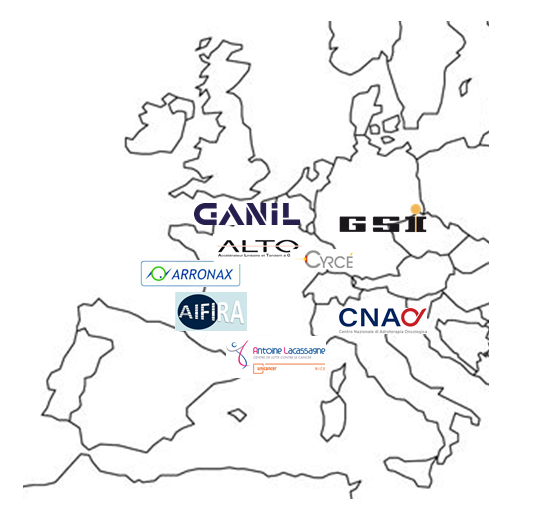 GANIL
GSI
ALTO
Accélérateur Linéaire et Tandem à O
CYRCÉ
ARRONAX
AIFIRA
CNAO
Centro Nazionale di Adroterapia Oncologica
Antoine Lacassagne
CENTRE DE LUTTE CONTRE LE CANCER
unicancer
NICE